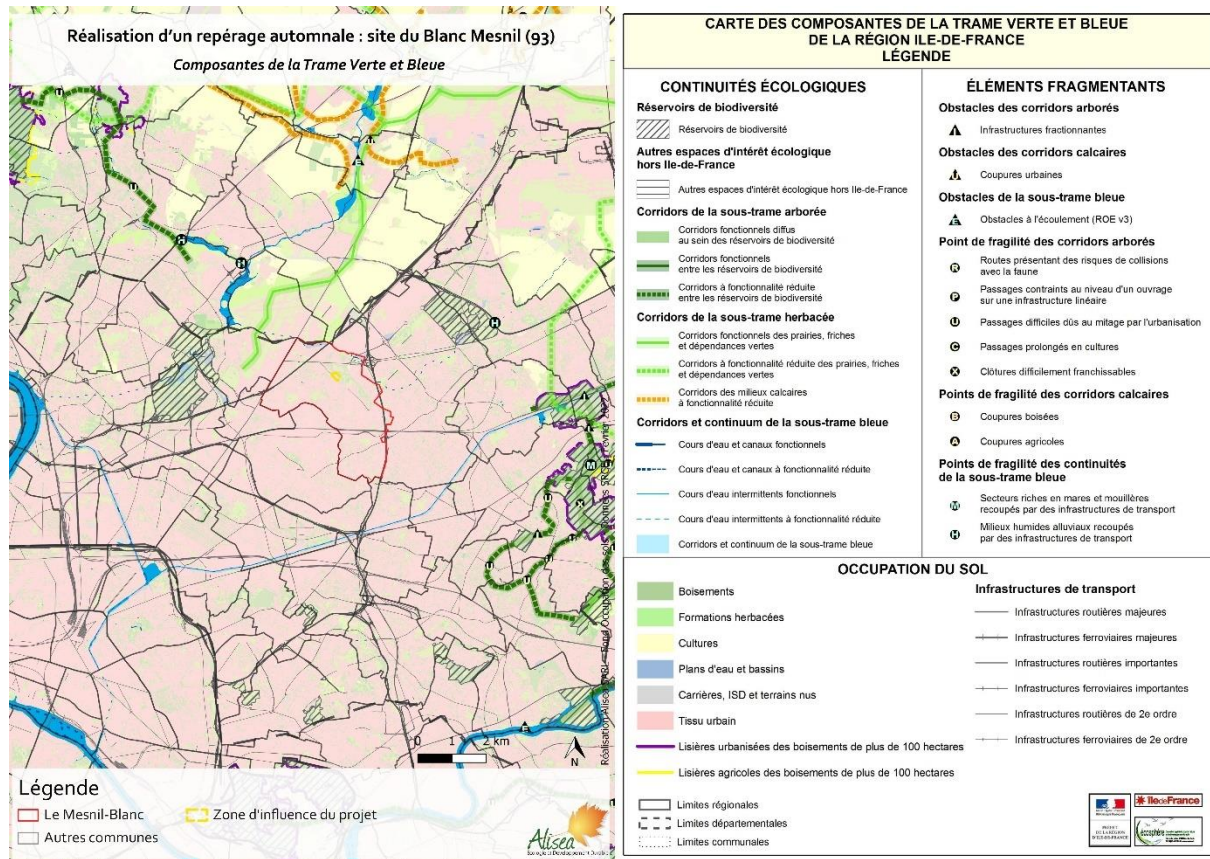 Réalisation d'un repérage automnale : site du Blanc Mesnil (93)
Composantes de la Trame Verte et Bleue
0 1 2 km
N
Légende
Le Mesnil-Blanc
Zone d'influence du projet
Autres communes
Alisea
CARTE DES COMPOSANTES DE LA TRAME VERTE ET BLEUE
DE LA RÉGION ILE-DE-FRANCE
LÉGENDE
CONTINUITÉS ÉCOLOGIQUES
Réservoirs de biodiversité
Réservoirs de biodiversité
Autres espaces d'intérêt écologique
hors Ile-de-France
Autres espaces d'intérêt écologique hors Ile-de-France
Corridors de la sous-trame arborée
Corridors fonctionnels diffus
au sein des réservoirs de biodiversité
Corridors fonctionnels
entre les réservoirs de biodiversité
Corridors à fonctionnalité réduite
entre les réservoirs de biodiversité
Corridors de la sous-trame herbacée
Corridors fonctionnels des prairies, friches
et dépendances vertes
Corridors à fonctionnalité réduite des prairies, friches
et dépendances vertes
Corridors des milieux calcaires
à fonctionnalité réduite
Corridors et continuum de la sous-trame bleue
Cours d'eau et canaux fonctionnels
Cours d'eau et canaux à fonctionnalité réduite
Cours d'eau intermittents fonctionnels
Cours d'eau intermittents à fonctionnalité réduite
Corridors et continuum de la sous-trame bleue
ÉLÉMENTS FRAGMENTANTS
Obstacles des corridors arborés
Infrastructures fractionnantes
Obstacles des corridors calcaires
Coupures urbaines
Obstacles de la sous-trame bleue
Obstacles à l'écoulement (ROE v3)
Point de fragilité des corridors arborés
R Routes présentant des risques de collisions
avec la faune
P Passages contraints au niveau d'un ouvrage
sur une infrastructure linéaire
U Passages difficiles dûs au mitage par l'urbanisation
C Passages prolongés en cultures
X Clôtures difficilement franchissables
Points de fragilité des corridors calcaires
B Coupures boisées
A Coupures agricoles
Points de fragilité des continuités
de la sous-trame bleue
M Secteurs riches en mares et mouillères
recoupés par des infrastructures de transport
H Milieux humides alluviaux recoupés
par des infrastructures de transport
OCCUPATION DU SOL
Boisements
Formations herbacées
Cultures
Plans d'eau et bassins
Carrières, ISD et terrains nus
Tissu urbain
Lisières urbanisées des boisements de plus de 100 hectares
Lisières agricoles des boisements de plus de 100 hectares
Limites régionales
Limites départementales
Limites communales
Infrastructures de transport
Infrastructures routières majeures
Infrastructures ferroviaires majeures
Infrastructures routières importantes
Infrastructures ferroviaires importantes
Infrastructures routières de 2e ordre
Infrastructures ferroviaires de 2e ordre
îledeFrance